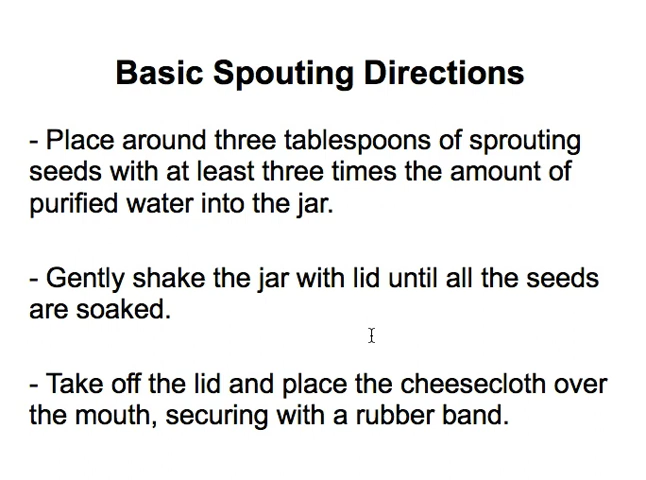 Basic Spouting Directions
- Place around three tablespoons of sprouting
seeds with at least three times the amount of
purified water into the jar.
- Gently shake the jar with lid until all the seeds
are soaked.
- Take off the lid and place the cheesecloth over
the mouth, securing with a rubber band.